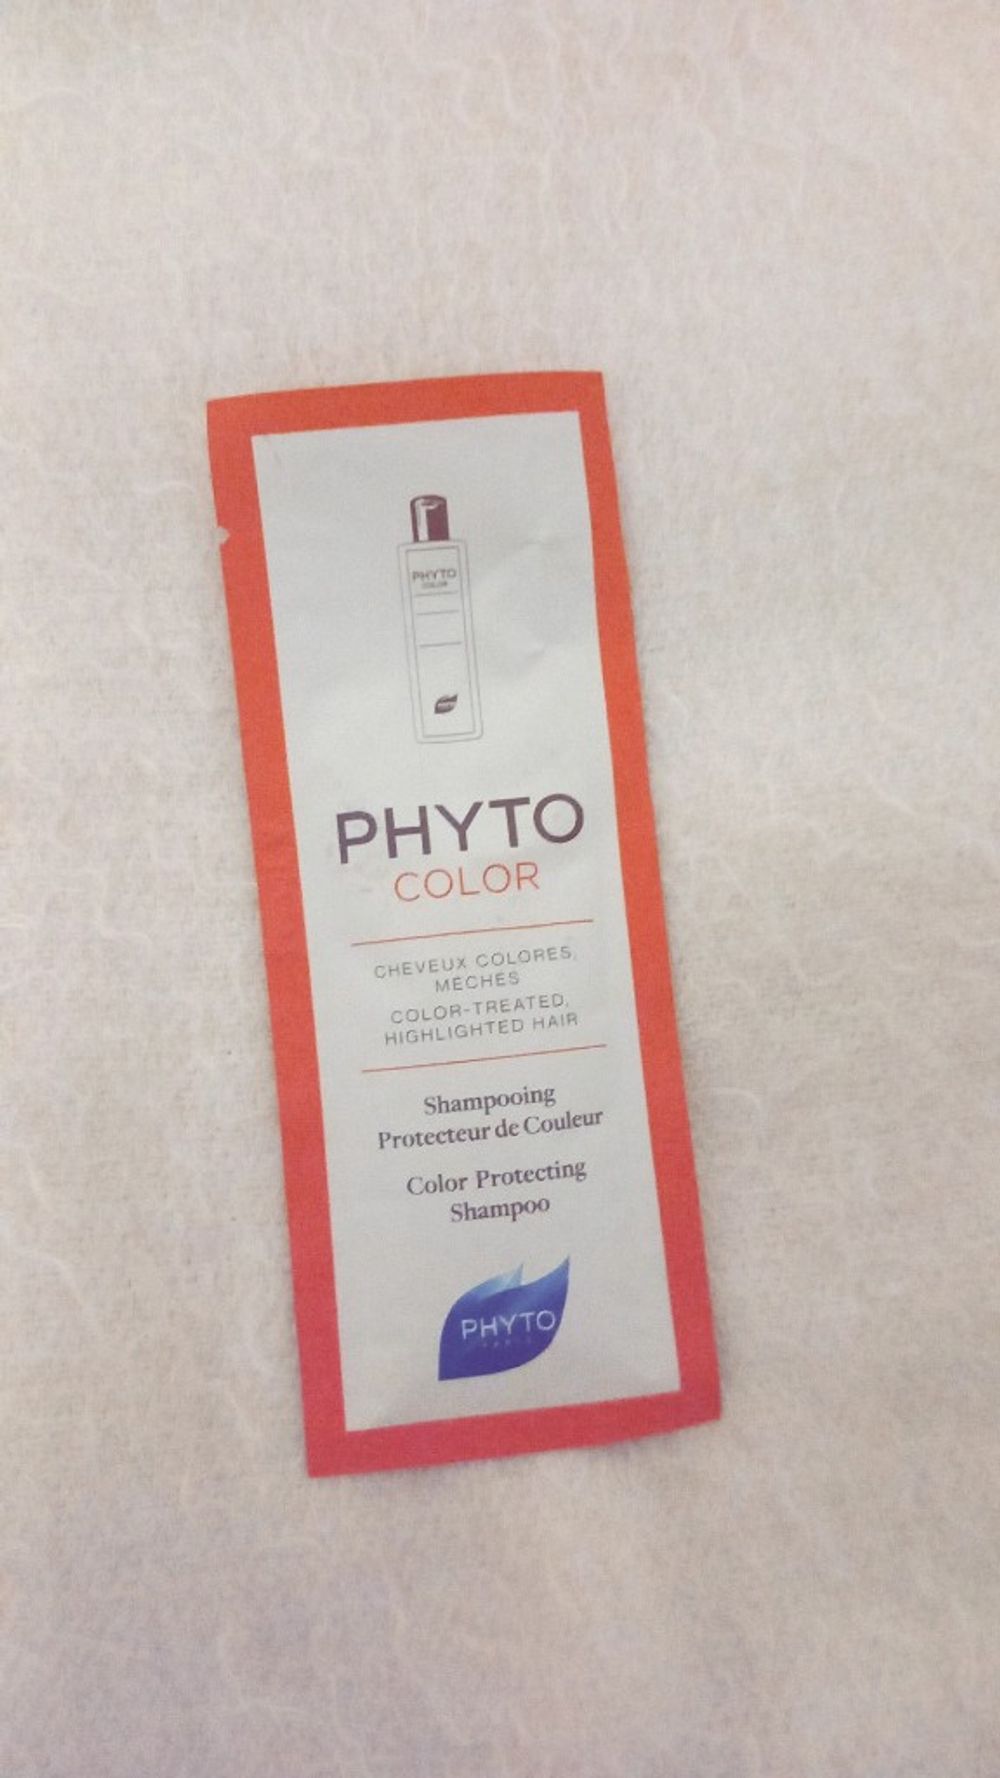 PHYTO
COLOR
PHYTO
COLOR
CHEVEUX COLORES,
MECHES
COLOR-TREATED,
HIGHLIGHTED HAIR
Shampooing
Protecteur de Couleur
Color Protecting
Shampoo
PHYTO